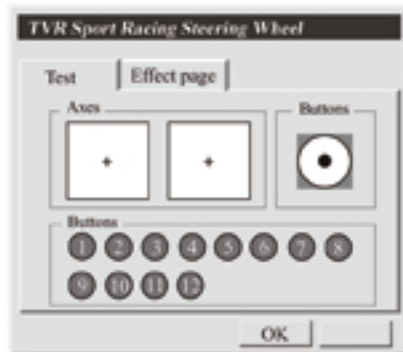 TVR Sport Racing Steering Wheel
Test Effect page
Axes Buttons
Buttons
1 2 3 4 5 6 7 8
9 10 11 12
OK